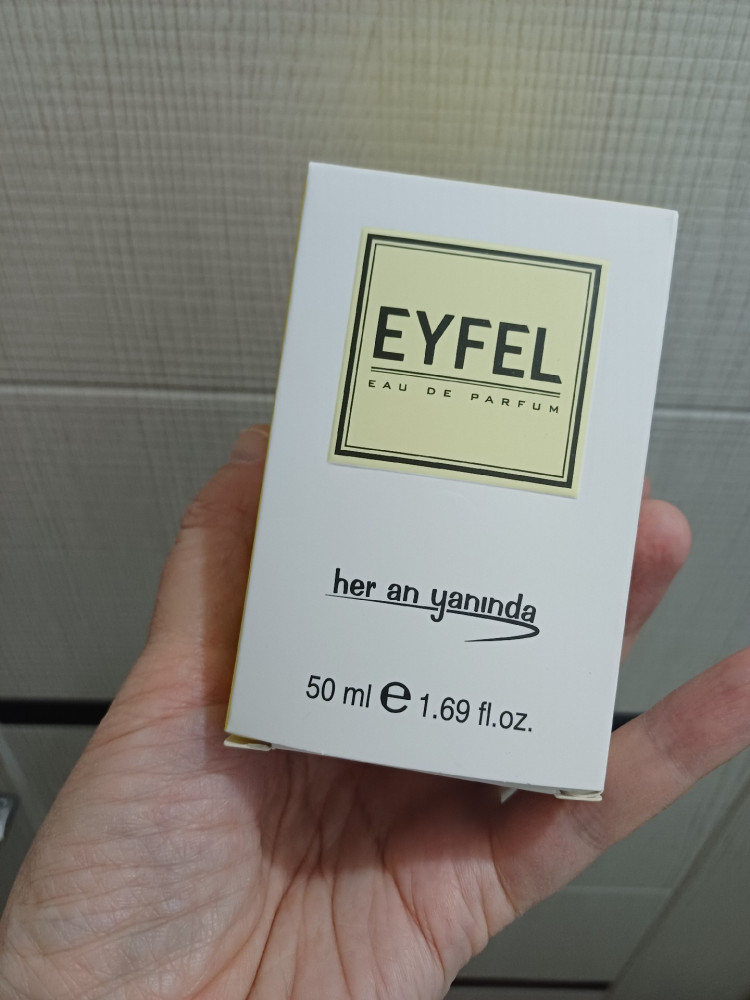 EYFEL
EAU DE PARFUM
her an yanında
50 ml e 1.69 fl.oz.